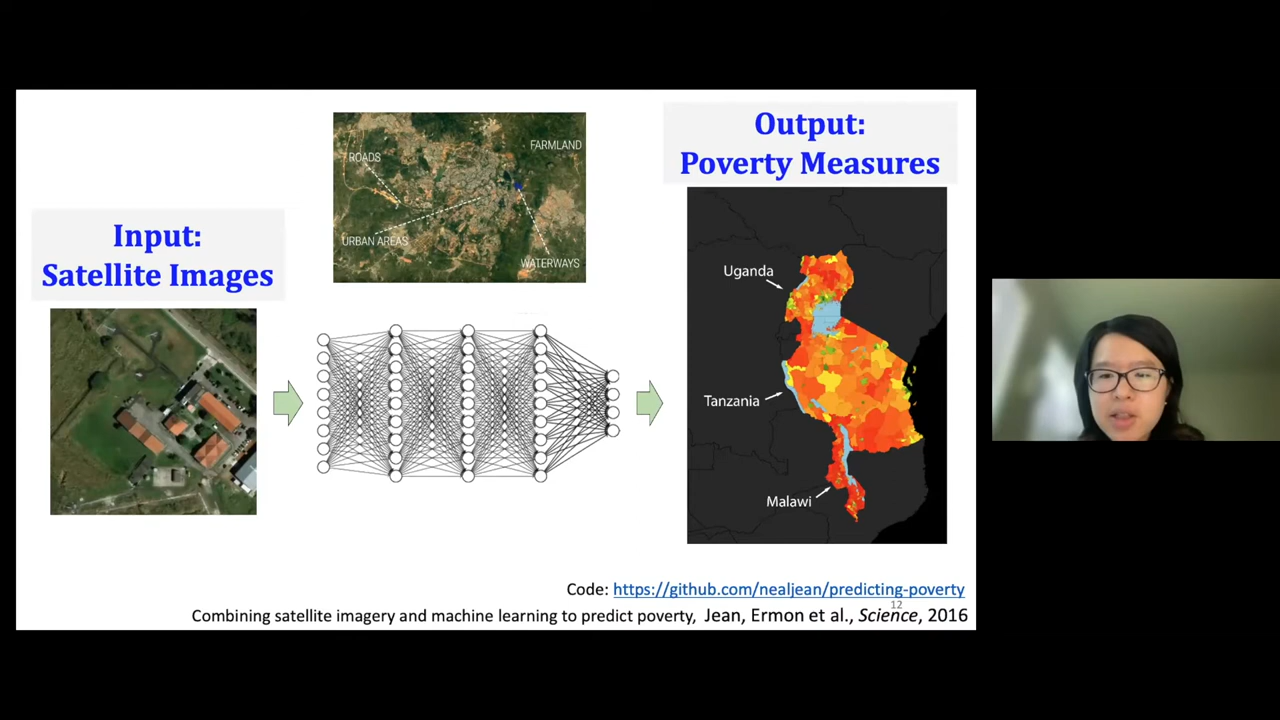 Input:
Satellite Images
ROADS
FARMLAND
URBAN AREAS
WATERWAYS
Output:
Poverty Measures
Uganda
Tanzania
Malawi
Code: https://github.com/nealjean/predicting-poverty
12
Combining satellite imagery and machine learning to predict poverty, Jean, Ermon et al., Science, 2016